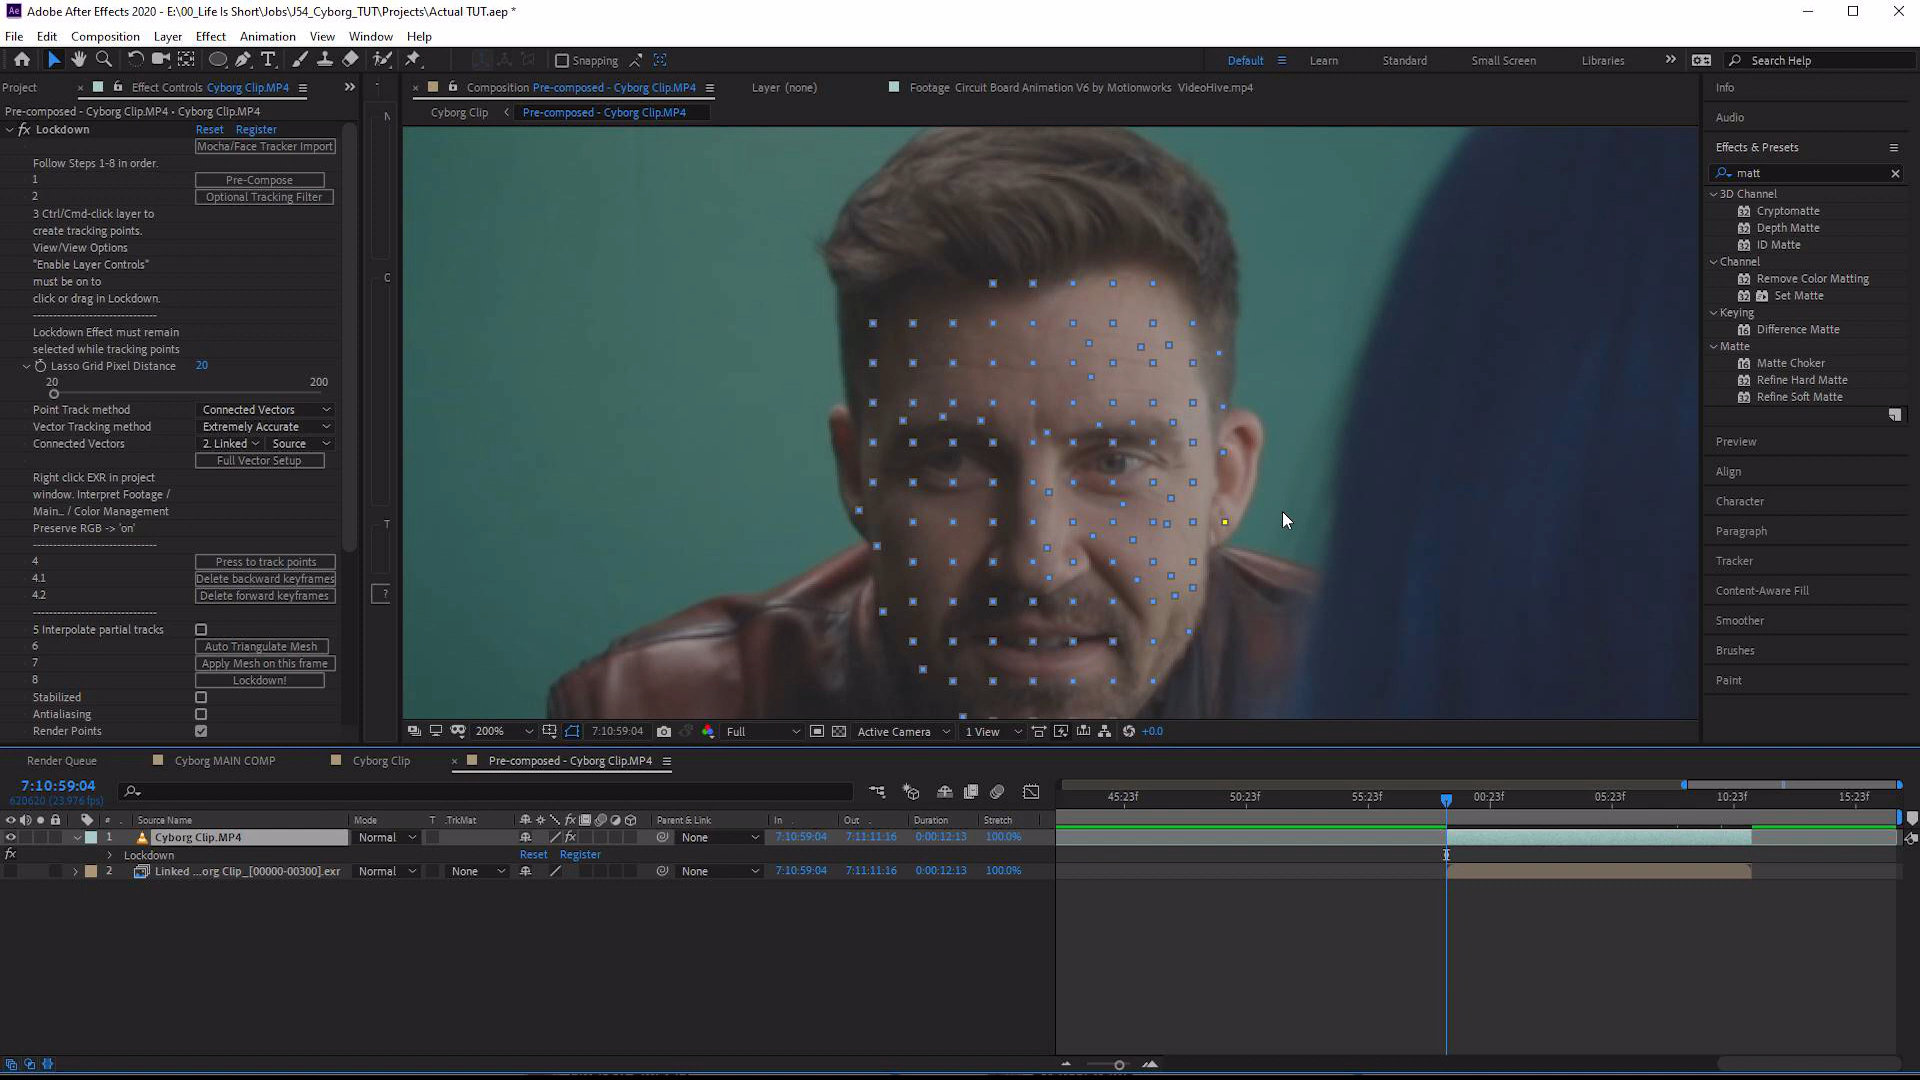 Ae Adobe After Effects 2020 - E:\00_Life Is Short\Jobs\J54_Cyborg_TUT\Projects\Actual TUT.aep *
File Edit Composition Layer Effect Animation View Window Help
Snapping Default Learn Standard Small Screen Libraries Search Help
Project Effect Controls Cyborg Clip.MP4 Composition Pre-composed - Cyborg Clip.MP4 Layer (none) Footage Circuit Board Animation V6 by Motionworks VideoHive.mp4
Pre-composed - Cyborg Clip.MP4 • Cyborg Clip.MP4 Cyborg Clip Pre-composed - Cyborg Clip.MP4
fx Lockdown Reset Register
Mocha/Face Tracker Import
Follow Steps 1-8 in order.
1 Pre-Compose
2 Optional Tracking Filter
3 Ctrl/Cmd-click layer to
create tracking points.
View/View Options
"Enable Layer Controls"
must be on to
click or drag in Lockdown.
------------------------------
Lockdown Effect must remain
selected while tracking points
Lasso Grid Pixel Distance 20
20 200
Point Track method Connected Vectors
Vector Tracking method Extremely Accurate
Connected Vectors 2. Linked Source
Full Vector Setup
Right click EXR in project
window. Interpret Footage /
Main_ / Color Management
Preserve RGB -> 'on'
------------------------------
4 Press to track points
4.1 Delete backward keyframes
4.2 Delete forward keyframes
------------------------------
5 Interpolate partial tracks
6 Auto Triangulate Mesh
7 Apply Mesh on this frame
8 Lockdown!
Stabilized
Antialiasing
Render Points
N
C
T
?
200% 7:10:59:04 Full Active Camera 1 View +0.0
Info
Audio
Effects & Presets
matt
3D Channel
32 Cryptomatte
32 Depth Matte
32 ID Matte
Channel
32 Remove Color Matting
32 Set Matte
Keying
16 Difference Matte
Matte
16 Matte Choker
32 Refine Hard Matte
32 Refine Soft Matte
Preview
Align
Character
Paragraph
Tracker
Content-Aware Fill
Smoother
Brushes
Paint
Render Queue Cyborg MAIN COMP Cyborg Clip Pre-composed - Cyborg Clip.MP4
7:10:59:04
620620 (23.976 fps)
45:23f 50:23f 55:23f 00:23f 05:23f 10:23f 15:23f
# Source Name Mode T .TrkMat fx Parent & Link In Out Duration Stretch
1 Cyborg Clip.MP4 Normal fx None 7:10:59:04 7:11:11:16 0:00:12:13 100.0%
fx Lockdown Reset Register
2 Linked ...org Clip_[00000-00300].exr Normal None None 7:10:59:04 7:11:11:16 0:00:12:13 100.0%